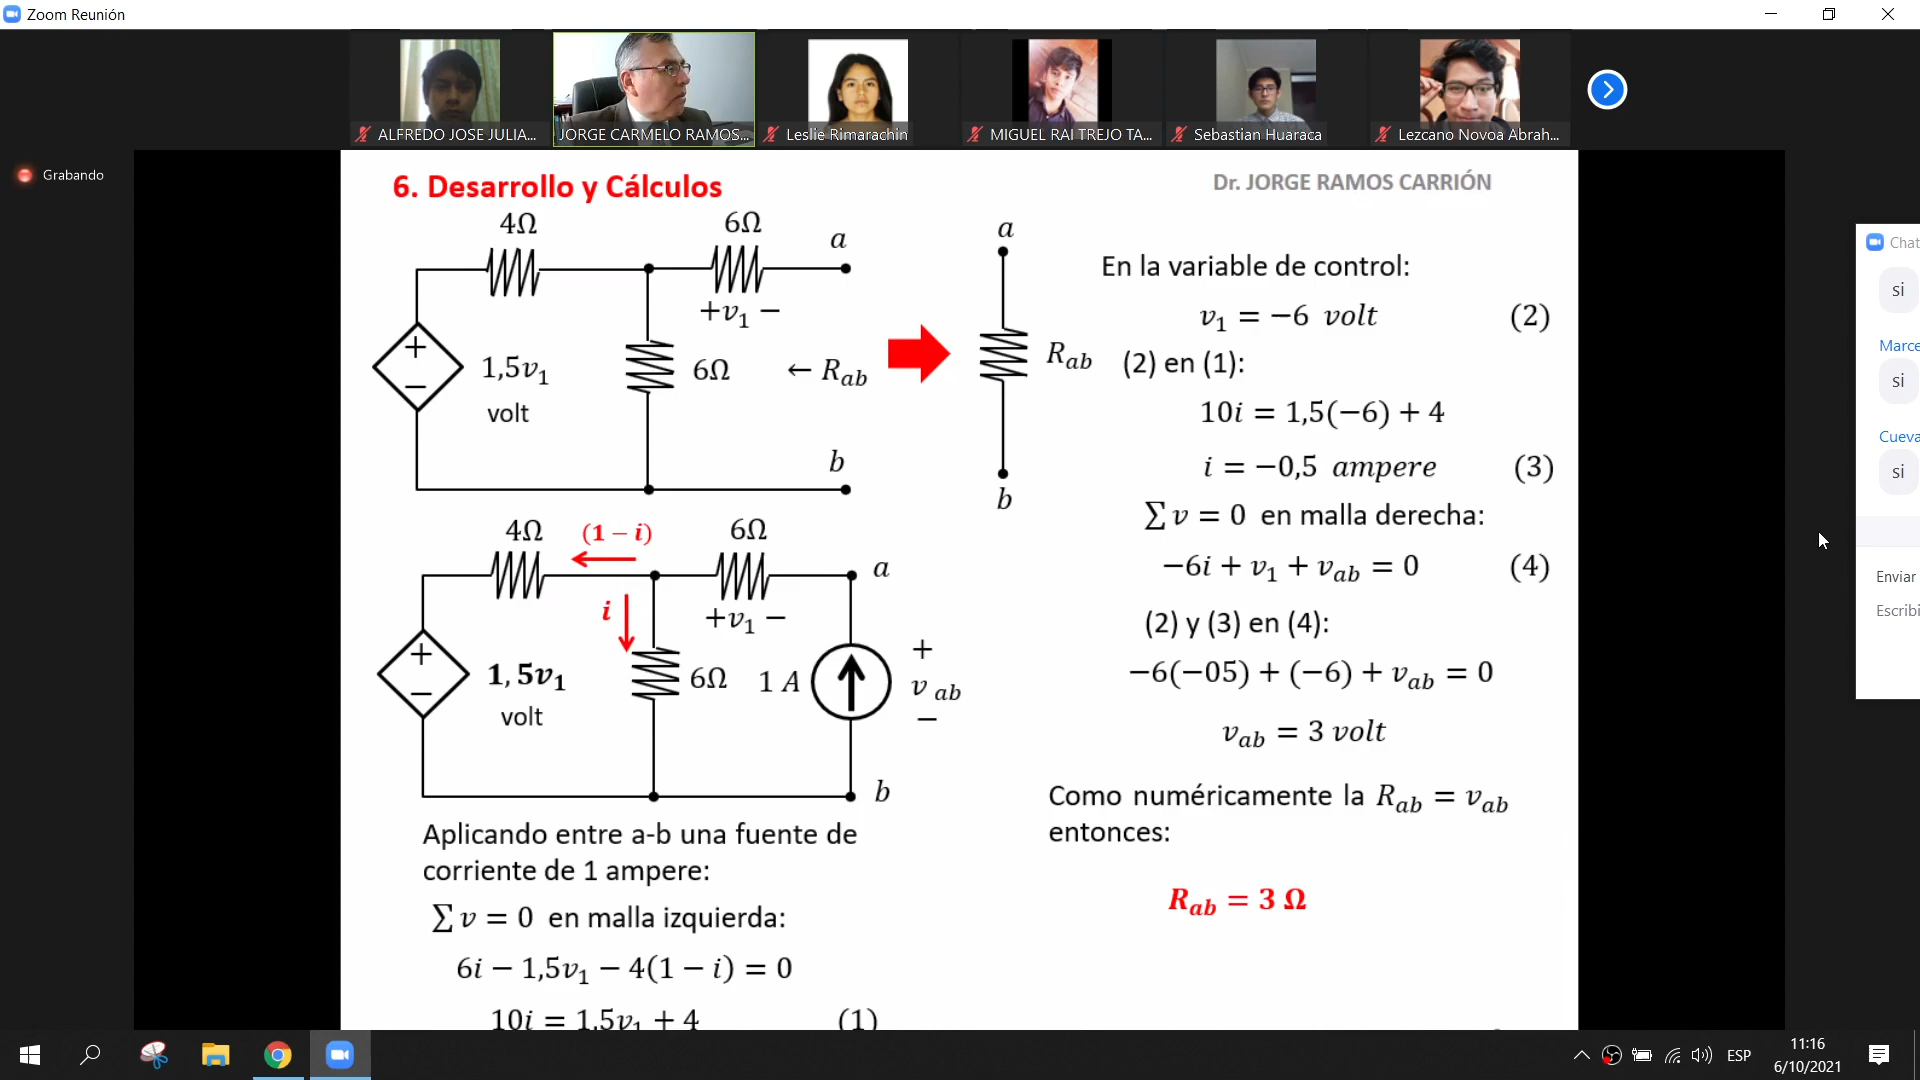 Zoom Reunión
ALFREDO JOSE JULIA...
JORGE CARMELO RAMOS...
Leslie Rimarachin
MIGUEL RAI TREJO TA...
Sebastian Huaraca
Lezcano Novoa Abrah...
Grabando
6. Desarrollo y Cálculos
Dr. JORGE RAMOS CARRIÓN
4Ω
6Ω
a
+v₁ −
+
−
1,5v₁
volt
6Ω
← Rab
b
a
Rab
b
4Ω
(1 − i)
6Ω
a
i
+v₁ −
+
−
1, 5v₁
volt
6Ω
1 A
+
v ab
−
b
Aplicando entre a-b una fuente de
corriente de 1 ampere:
∑ v = 0 en malla izquierda:
6i − 1,5v₁ − 4(1 − i) = 0
10i = 1,5v₁ + 4 (1)
En la variable de control:
v₁ = −6 volt (2)
(2) en (1):
10i = 1,5(−6) + 4
i = −0,5 ampere (3)
∑ v = 0 en malla derecha:
−6i + v₁ + vab = 0 (4)
(2) y (3) en (4):
−6(−05) + (−6) + vab = 0
vab = 3 volt
Como numéricamente la Rab = vab
entonces:
Rab = 3 Ω
Chat
si
Marce
si
Cueva
si
Enviar
Escribi
ESP
11:16
6/10/2021